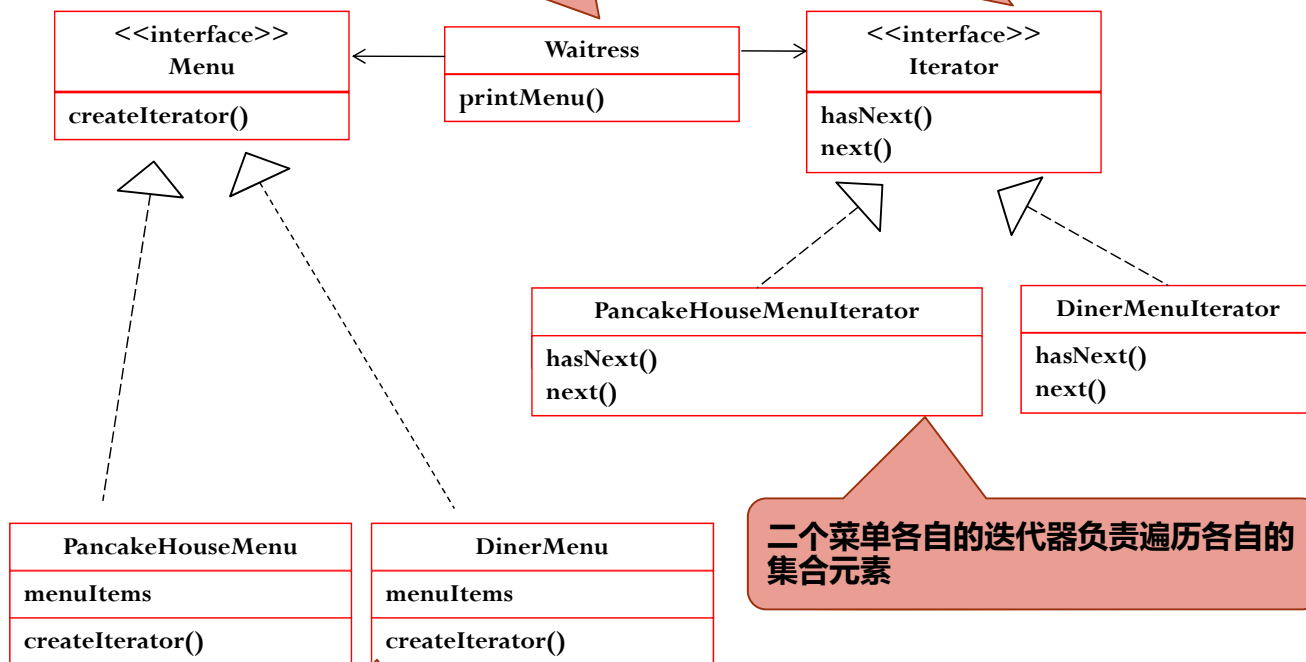 <<interface>>
Menu
createIterator()
Waitress
printMenu()
<<interface>>
Iterator
hasNext()
next()
PancakeHouseMenuIterator
hasNext()
next()
DinerMenuIterator
hasNext()
next()
PancakeHouseMenu
menuItems
createIterator()
DinerMenu
menuItems
createIterator()
二个菜单各自的迭代器负责遍历各自的
集合元素